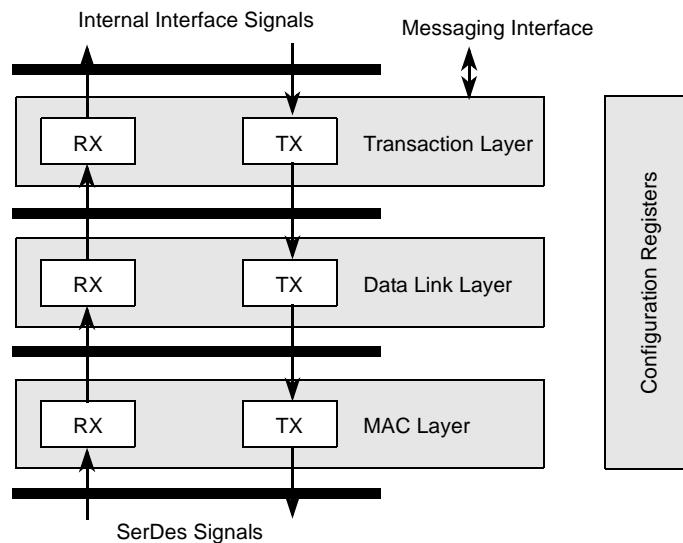 Internal Interface Signals
Messaging Interface
RX
TX
Transaction Layer
RX
TX
Data Link Layer
RX
TX
MAC Layer
SerDes Signals
Configuration Registers